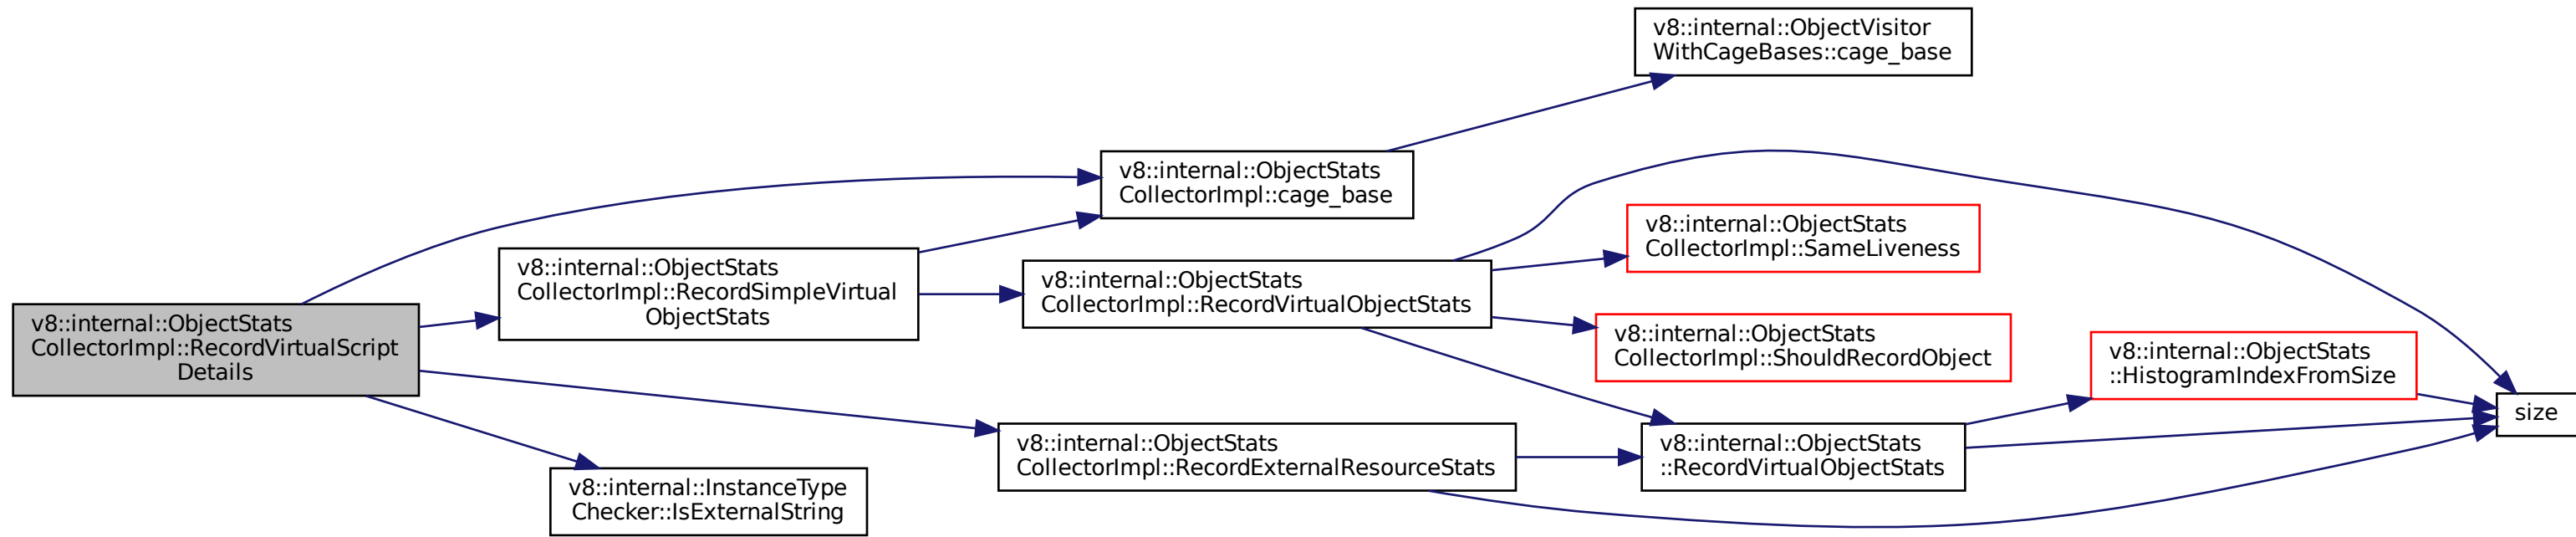 v8::internal::ObjectStats
CollectorImpl::RecordVirtualScript
Details
v8::internal::ObjectStats
CollectorImpl::cage_base
v8::internal::ObjectVisitor
WithCageBases::cage_base
v8::internal::ObjectStats
CollectorImpl::RecordSimpleVirtual
ObjectStats
v8::internal::ObjectStats
CollectorImpl::RecordVirtualObjectStats
v8::internal::ObjectStats
CollectorImpl::SameLiveness
v8::internal::ObjectStats
CollectorImpl::ShouldRecordObject
v8::internal::ObjectStats
::HistogramIndexFromSize
size
v8::internal::ObjectStats
::RecordVirtualObjectStats
v8::internal::ObjectStats
CollectorImpl::RecordExternalResourceStats
v8::internal::InstanceType
Checker::IsExternalString